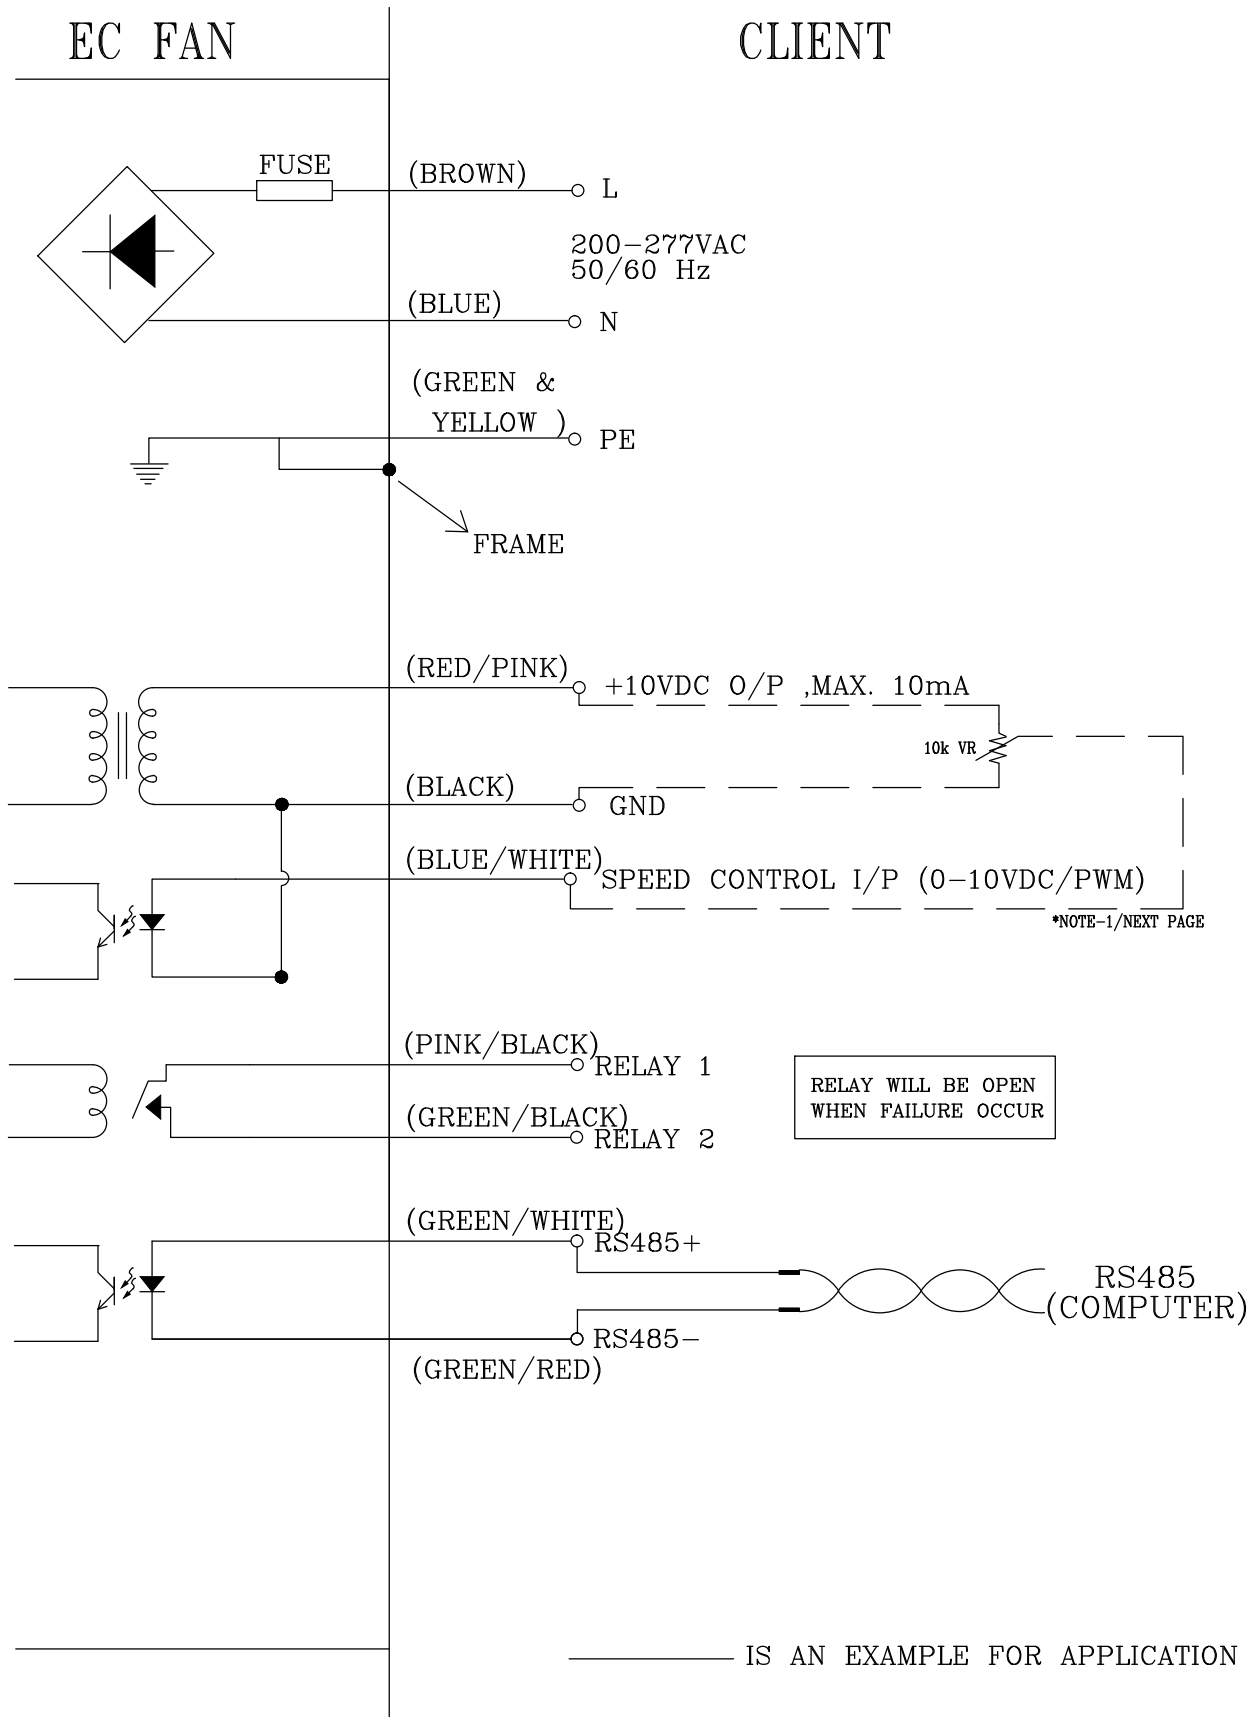 EC FAN
CLIENT
FUSE
(BROWN)
L
200-277VAC
50/60 Hz
(BLUE)
N
(GREEN &
YELLOW )
PE
FRAME
(RED/PINK)
+10VDC O/P ,MAX. 10mA
10k VR
(BLACK)
GND
(BLUE/WHITE)
SPEED CONTROL I/P (0-10VDC/PWM)
*NOTE-1/NEXT PAGE
(PINK/BLACK)
RELAY 1
RELAY WILL BE OPEN
WHEN FAILURE OCCUR
(GREEN/BLACK)
RELAY 2
(GREEN/WHITE)
RS485+
RS485
(COMPUTER)
RS485-
(GREEN/RED)
IS AN EXAMPLE FOR APPLICATION